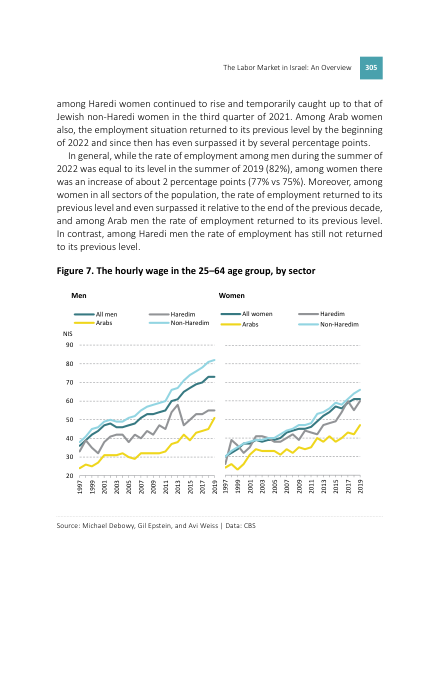 The Labor Market in Israel: An Overview 305
among Haredi women continued to rise and temporarily caught up to that of
Jewish non-Haredi women in the third quarter of 2021. Among Arab women
also, the employment situation returned to its previous level by the beginning
of 2022 and since then has even surpassed it by several percentage points.
In general, while the rate of employment among men during the summer of
2022 was equal to its level in the summer of 2019 (82%), among women there
was an increase of about 2 percentage points (77% vs 75%). Moreover, among
women in all sectors of the population, the rate of employment returned to its
previous level and even surpassed it relative to the end of the previous decade,
and among Arab men the rate of employment returned to its previous level.
In contrast, among Haredi men the rate of employment has still not returned
to its previous level.
Figure 7. The hourly wage in the 25–64 age group, by sector
Men
All men Haredim
Arabs Non-Haredim
NIS
90
80
70
60
50
40
30
20
1997 1999 2001 2003 2005 2007 2009 2011 2013 2015 2017 2019
Women
All women Haredim
Arabs Non-Haredim
1997 1999 2001 2003 2005 2007 2009 2011 2013 2015 2017 2019
Source: Michael Debowy, Gil Epstein, and Avi Weiss | Data: CBS